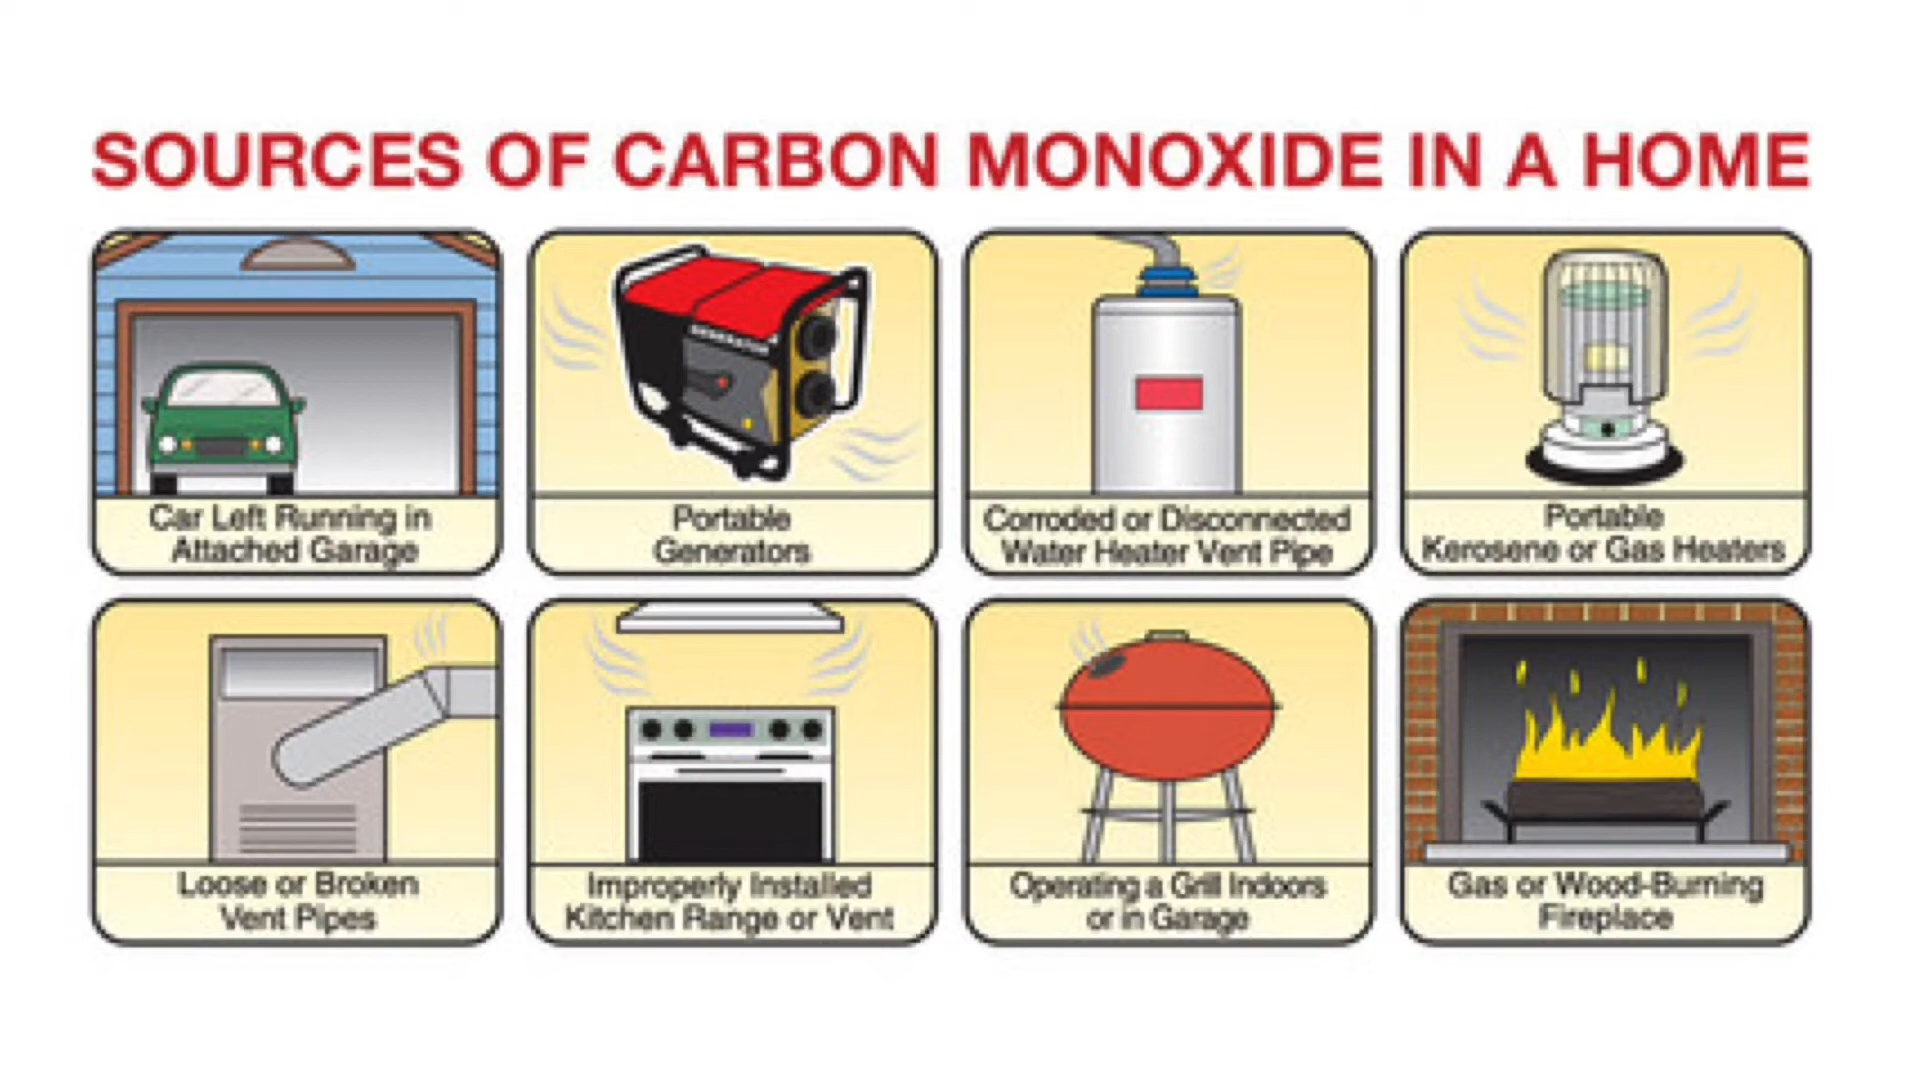 SOURCES OF CARBON MONOXIDE IN A HOME
Car Left Running in
Attached Garage
GENERATOR
Portable
Generators
Corroded or Disconnected
Water Heater Vent Pipe
Portable
Kerosene or Gas Heaters
Loose or Broken
Vent Pipes
Improperly Installed
Kitchen Range or Vent
Operating a Grill Indoors
or in Garage
Gas or Wood-Burning
Fireplace